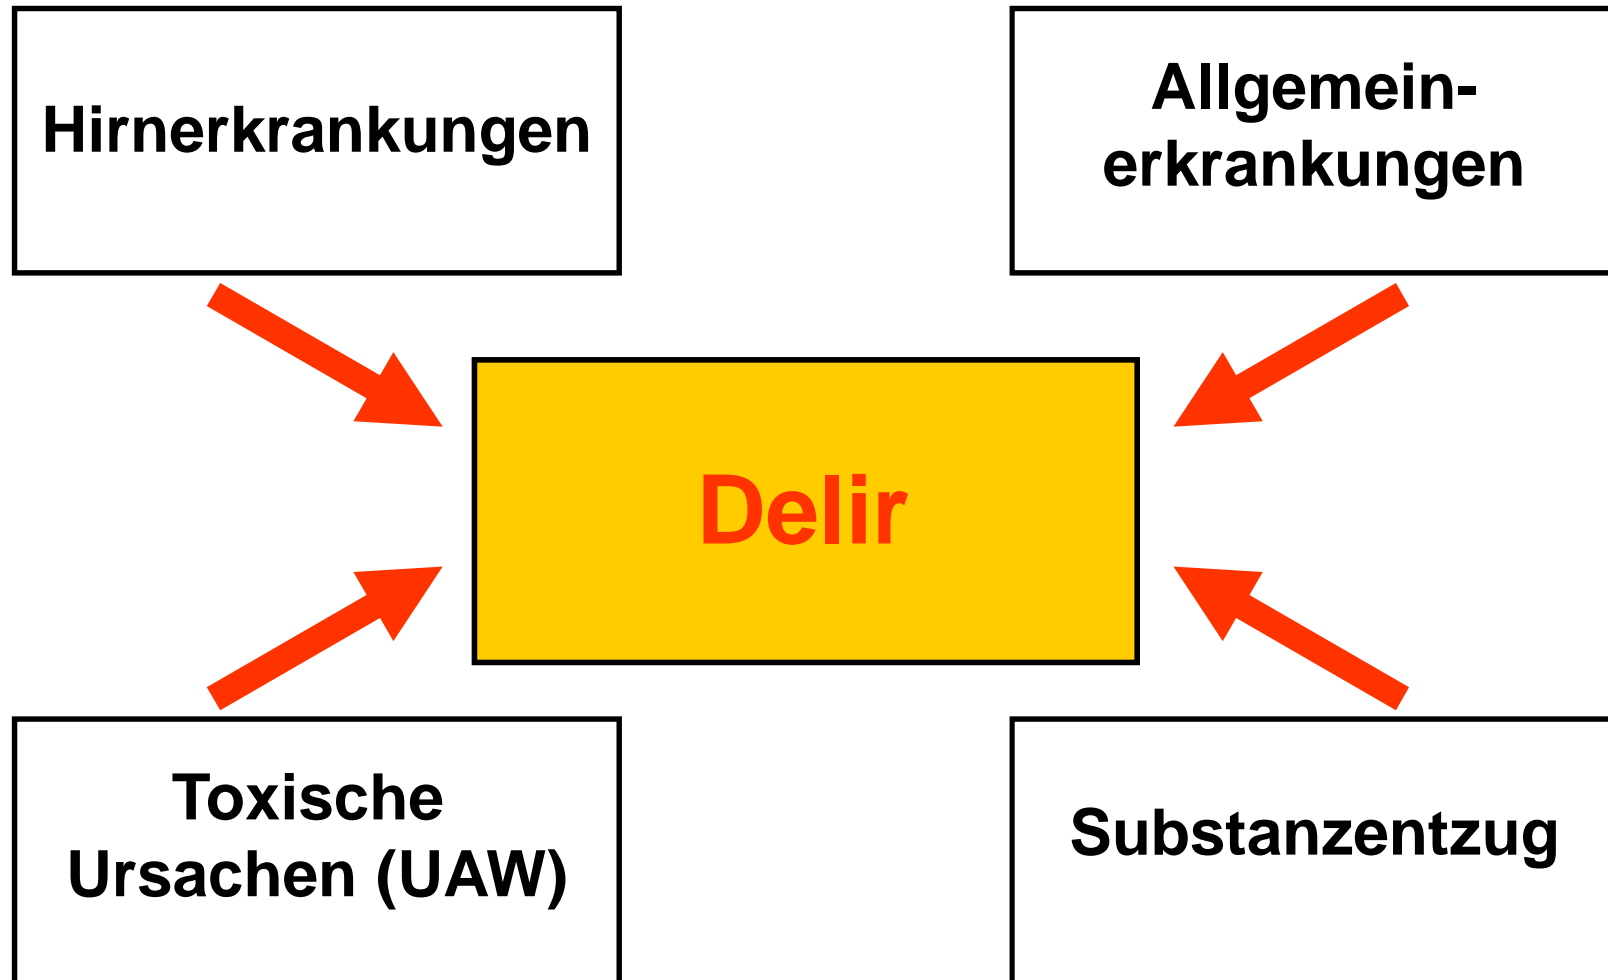 Hirnerkrankungen
Allgemein-
erkrankungen
Delir
Toxische
Ursachen (UAW)
Substanzentzug